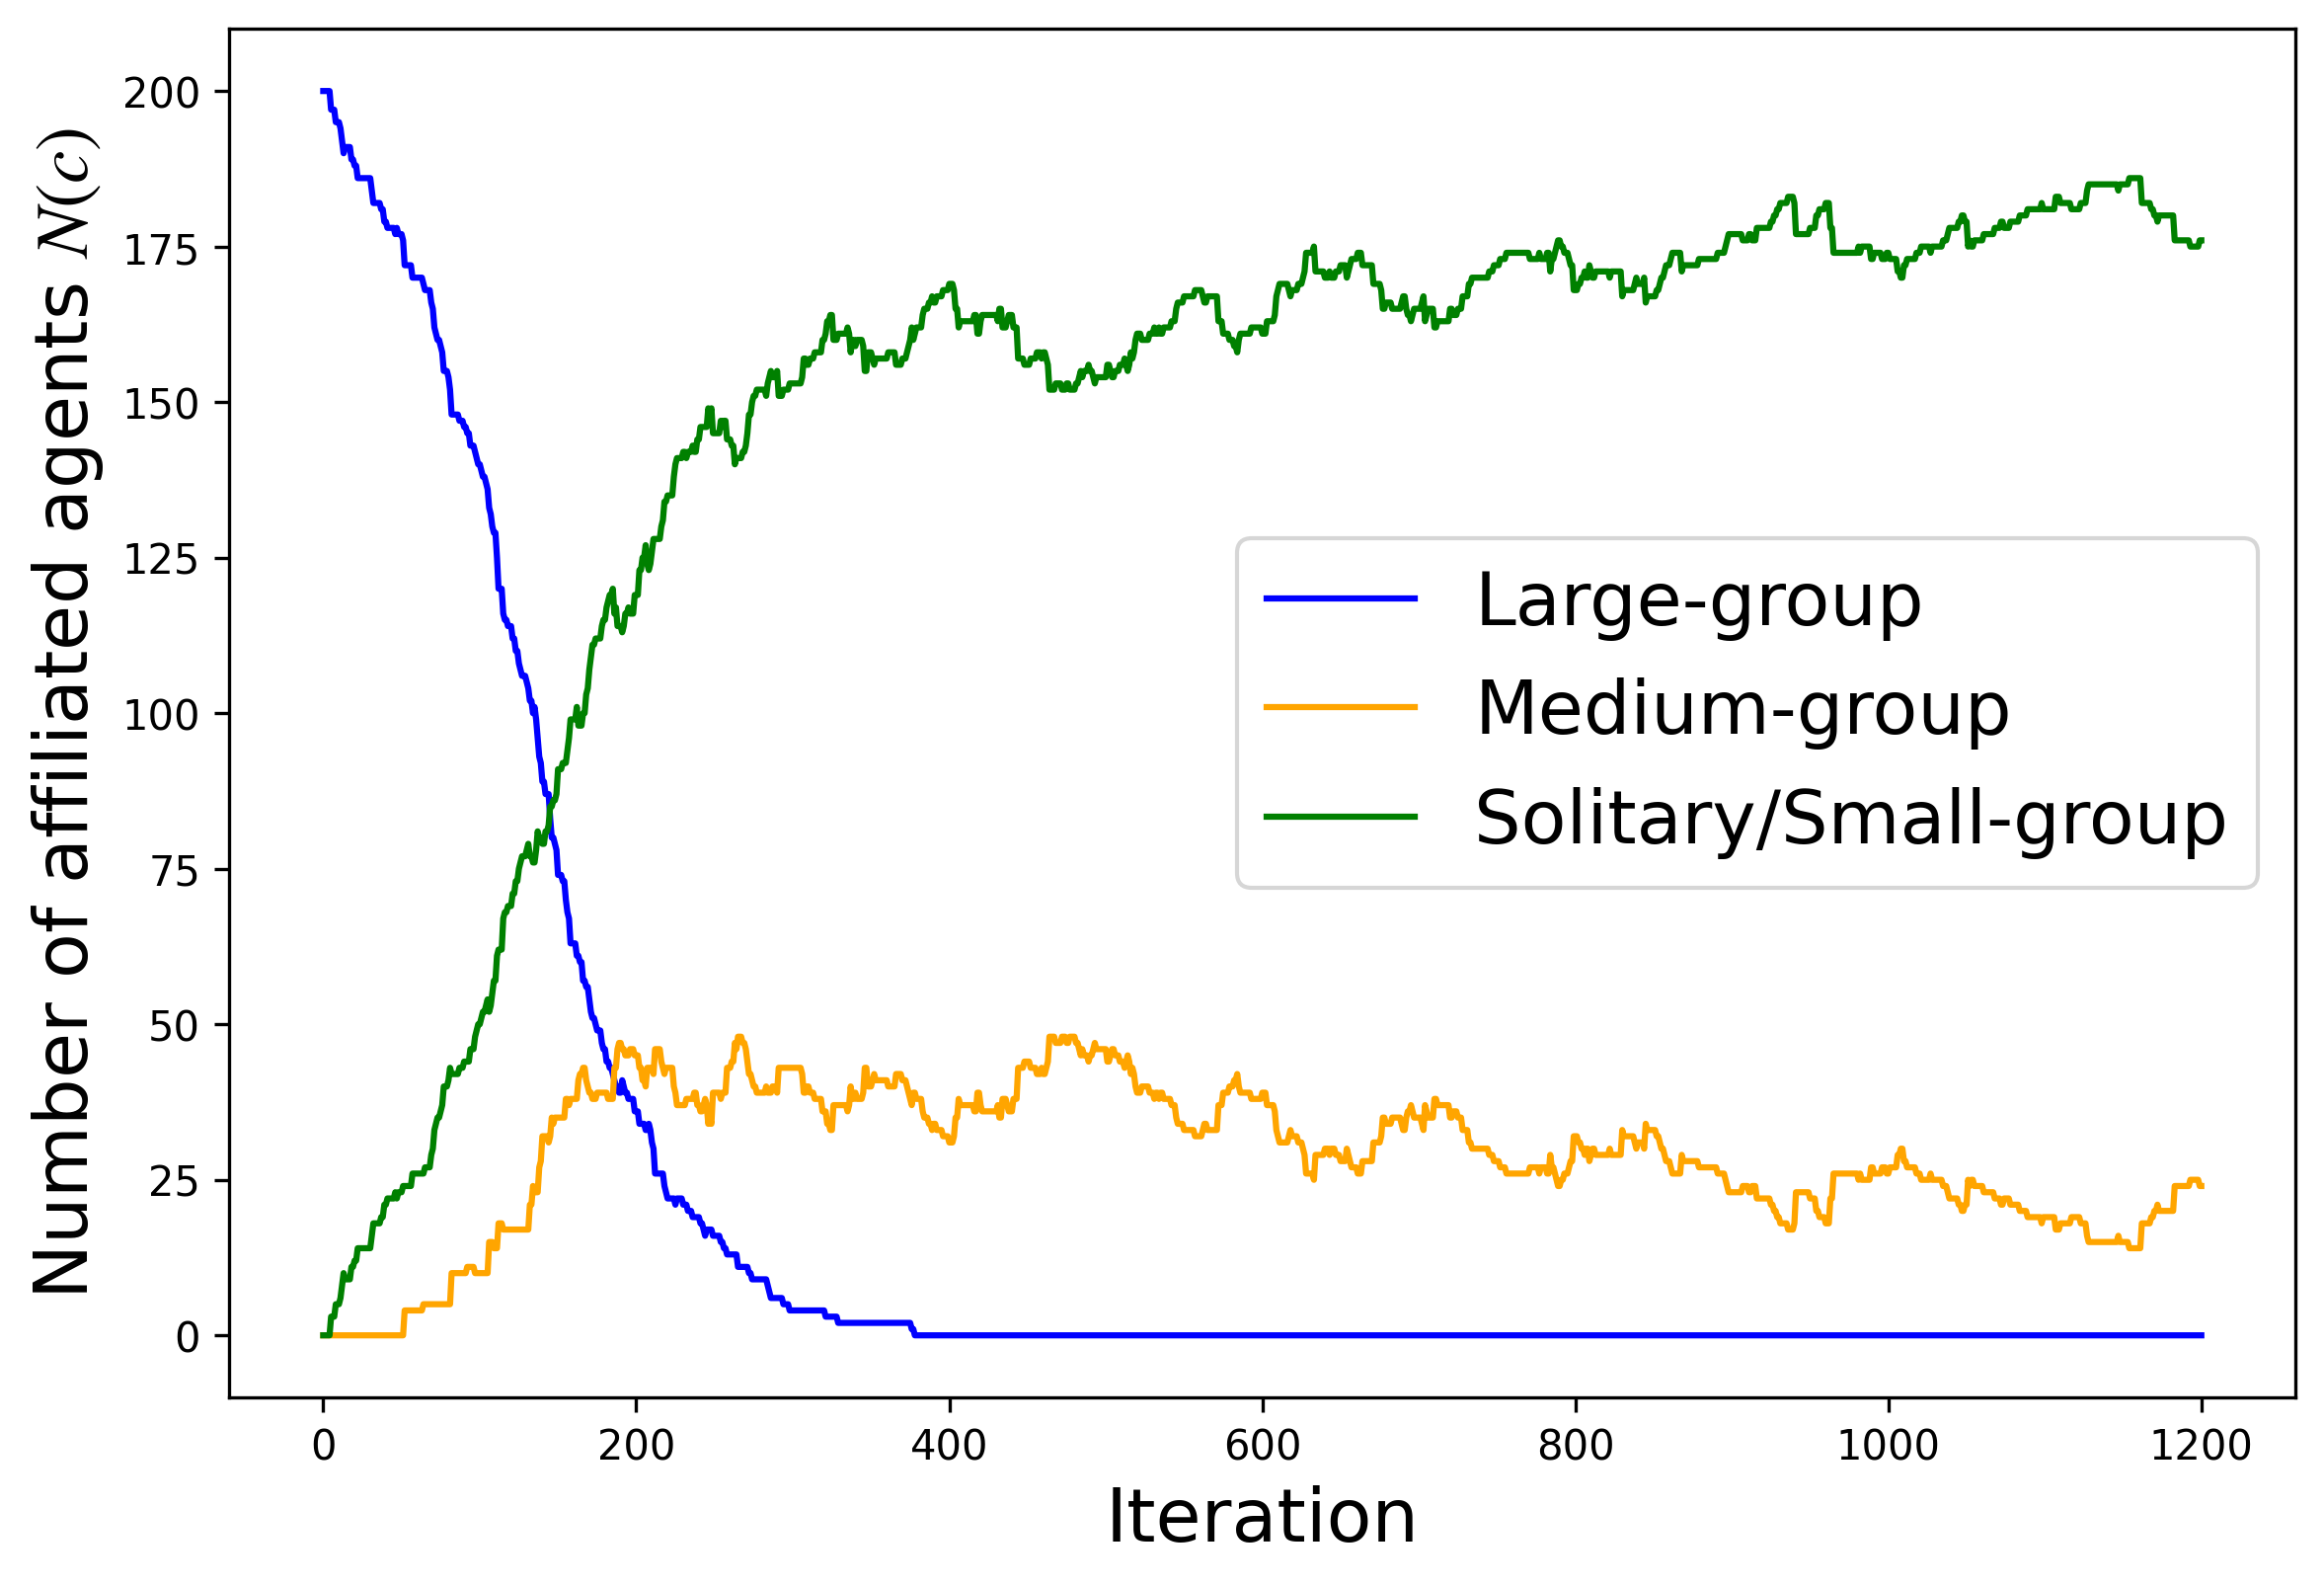 Number of affiliated agents N(c)
200
175
150
125
100
75
50
25
0
Large-group
Medium-group
Solitary/Small-group
0 200 400 600 800 1000 1200
Iteration